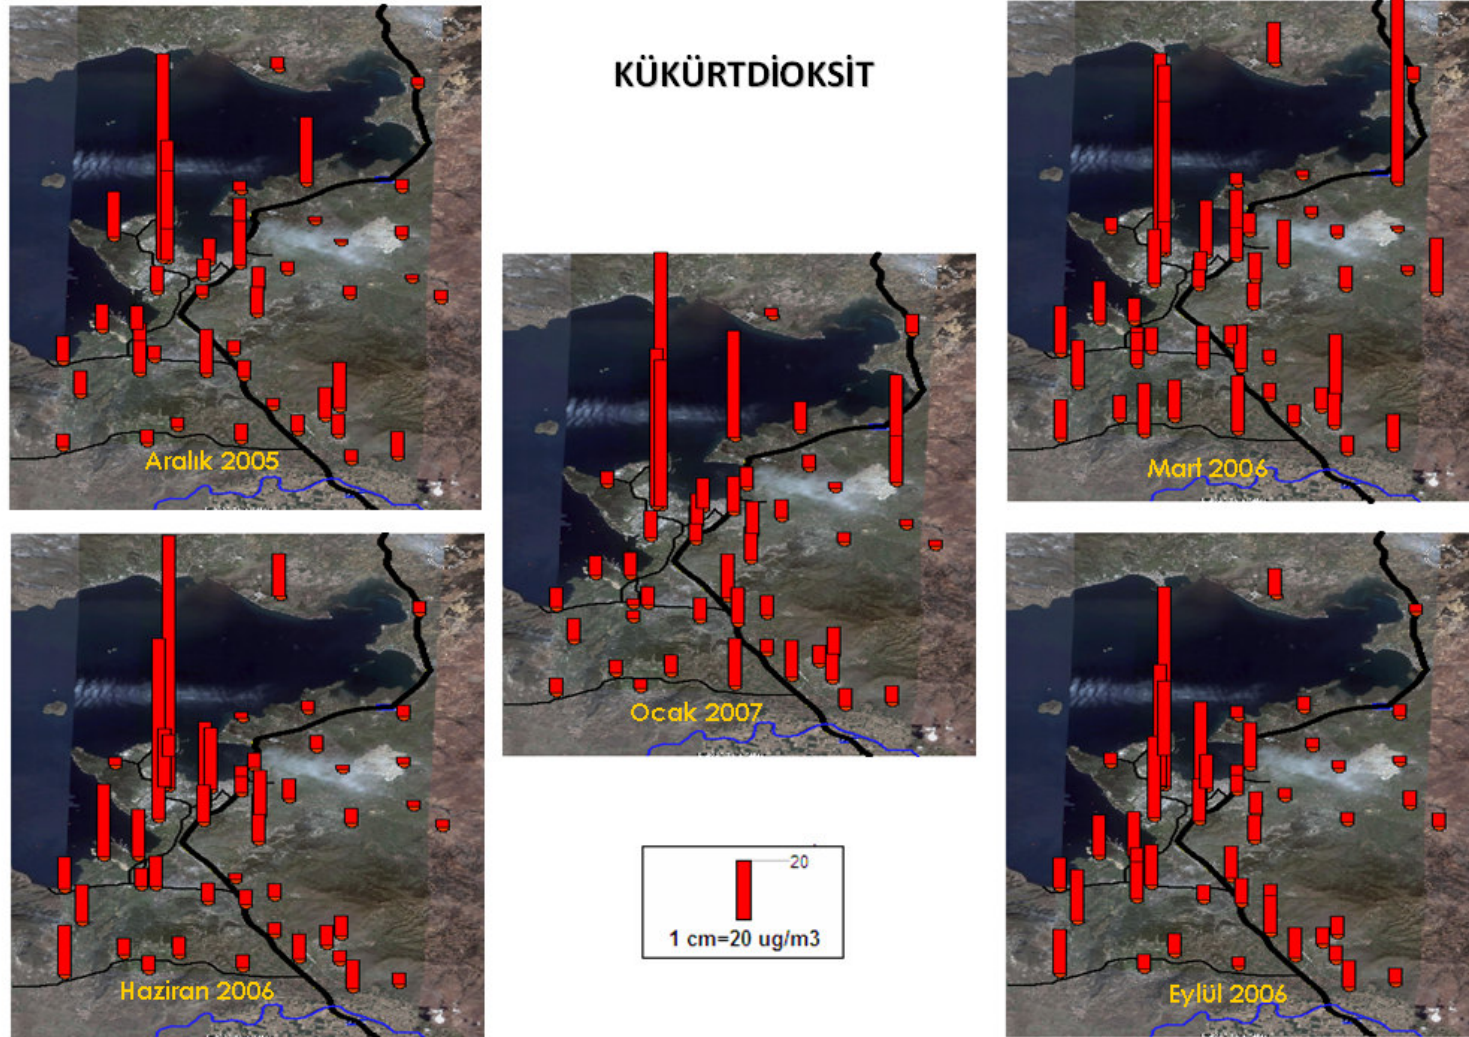 KÜKÜRTDİOKSİT
Aralık 2005
Mart 2006
Ocak 2007
Haziran 2006
Eylül 2006
20
1 cm=20 ug/m3